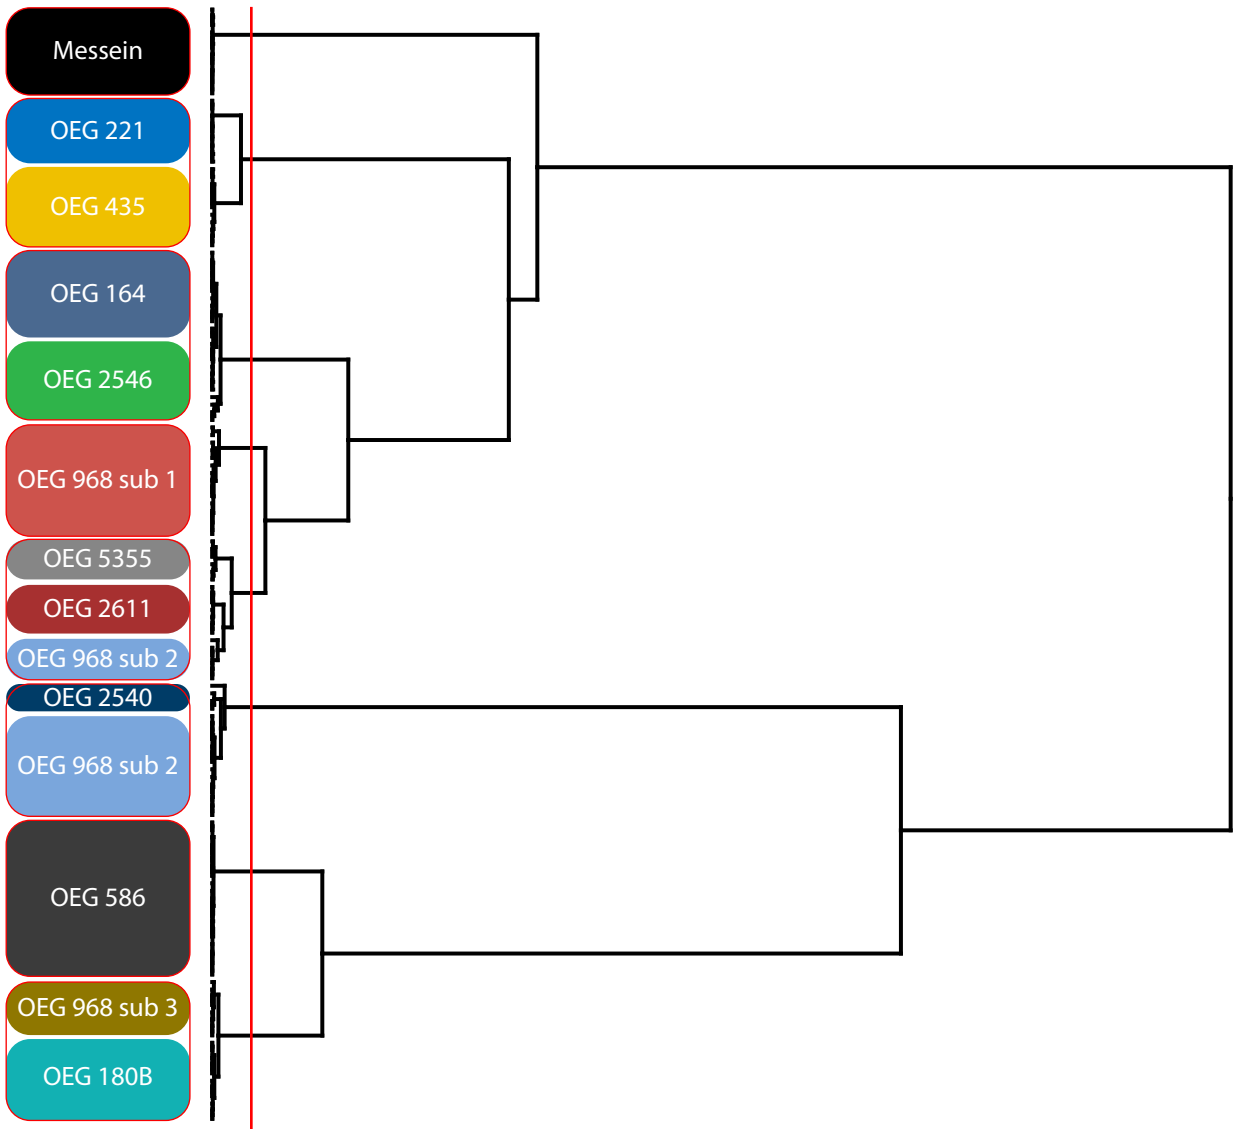 Messein
OEG 221
OEG 435
OEG 164
OEG 2546
OEG 968 sub 1
OEG 5355
OEG 2611
OEG 968 sub 2
OEG 2540
OEG 968 sub 2
OEG 586
OEG 968 sub 3
OEG 180B